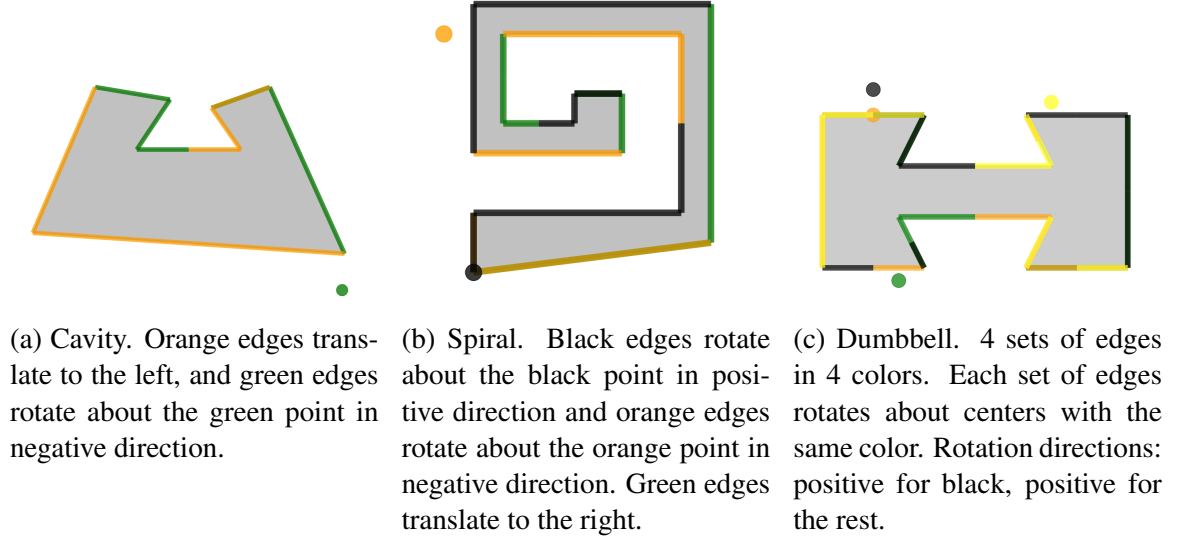 (a) Cavity. Orange edges trans-
late to the left, and green edges
rotate about the green point in
negative direction.
(b) Spiral. Black edges rotate
about the black point in posi-
tive direction and orange edges
rotate about the orange point in
negative direction. Green edges
translate to the right.
(c) Dumbbell. 4 sets of edges
in 4 colors. Each set of edges
rotates about centers with the
same color. Rotation directions:
positive for black, positive for
the rest.